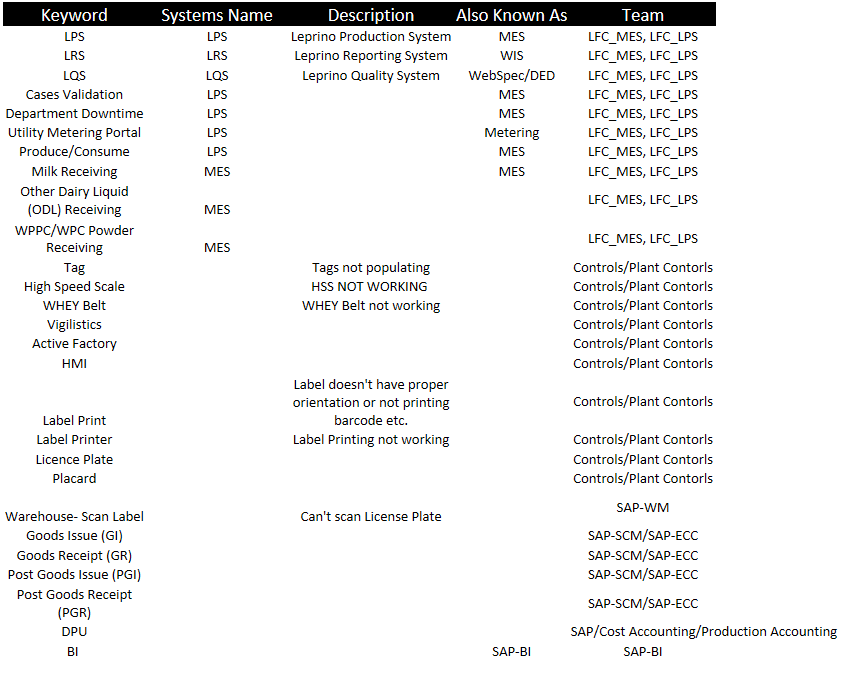 Keyword Systems Name Description Also Known As Team
LPS LPS Leprino Production System MES LFC_MES, LFC_LPS
LRS LRS Leprino Reporting System WIS LFC_MES, LFC_LPS
LQS LQS Leprino Quality System WebSpec/DED LFC_MES, LFC_LPS
Cases Validation LPS MES LFC_MES, LFC_LPS
Department Downtime LPS MES LFC_MES, LFC_LPS
Utility Metering Portal LPS Metering LFC_MES, LFC_LPS
Produce/Consume LPS MES LFC_MES, LFC_LPS
Milk Receiving MES MES LFC_MES, LFC_LPS
Other Dairy Liquid
(ODL) Receiving MES LFC_MES, LFC_LPS
WPPC/WPC Powder
Receiving MES LFC_MES, LFC_LPS
Tag Tags not populating Controls/Plant Contorls
High Speed Scale HSS NOT WORKING Controls/Plant Contorls
WHEY Belt WHEY Belt not working Controls/Plant Contorls
Vigilistics Controls/Plant Contorls
Active Factory Controls/Plant Contorls
HMI Controls/Plant Contorls
Label doesn't have proper
orientation or not printing Controls/Plant Contorls
Label Print barcode etc.
Label Printer Label Printing not working Controls/Plant Contorls
Licence Plate Controls/Plant Contorls
Placard Controls/Plant Contorls
SAP-WM
Warehouse- Scan Label Can't scan License Plate
Goods Issue (GI) SAP-SCM/SAP-ECC
Goods Receipt (GR) SAP-SCM/SAP-ECC
Post Goods Issue (PGI) SAP-SCM/SAP-ECC
Post Goods Receipt
(PGR) SAP-SCM/SAP-ECC
DPU SAP/Cost Accounting/Production Accounting
BI SAP-BI SAP-BI